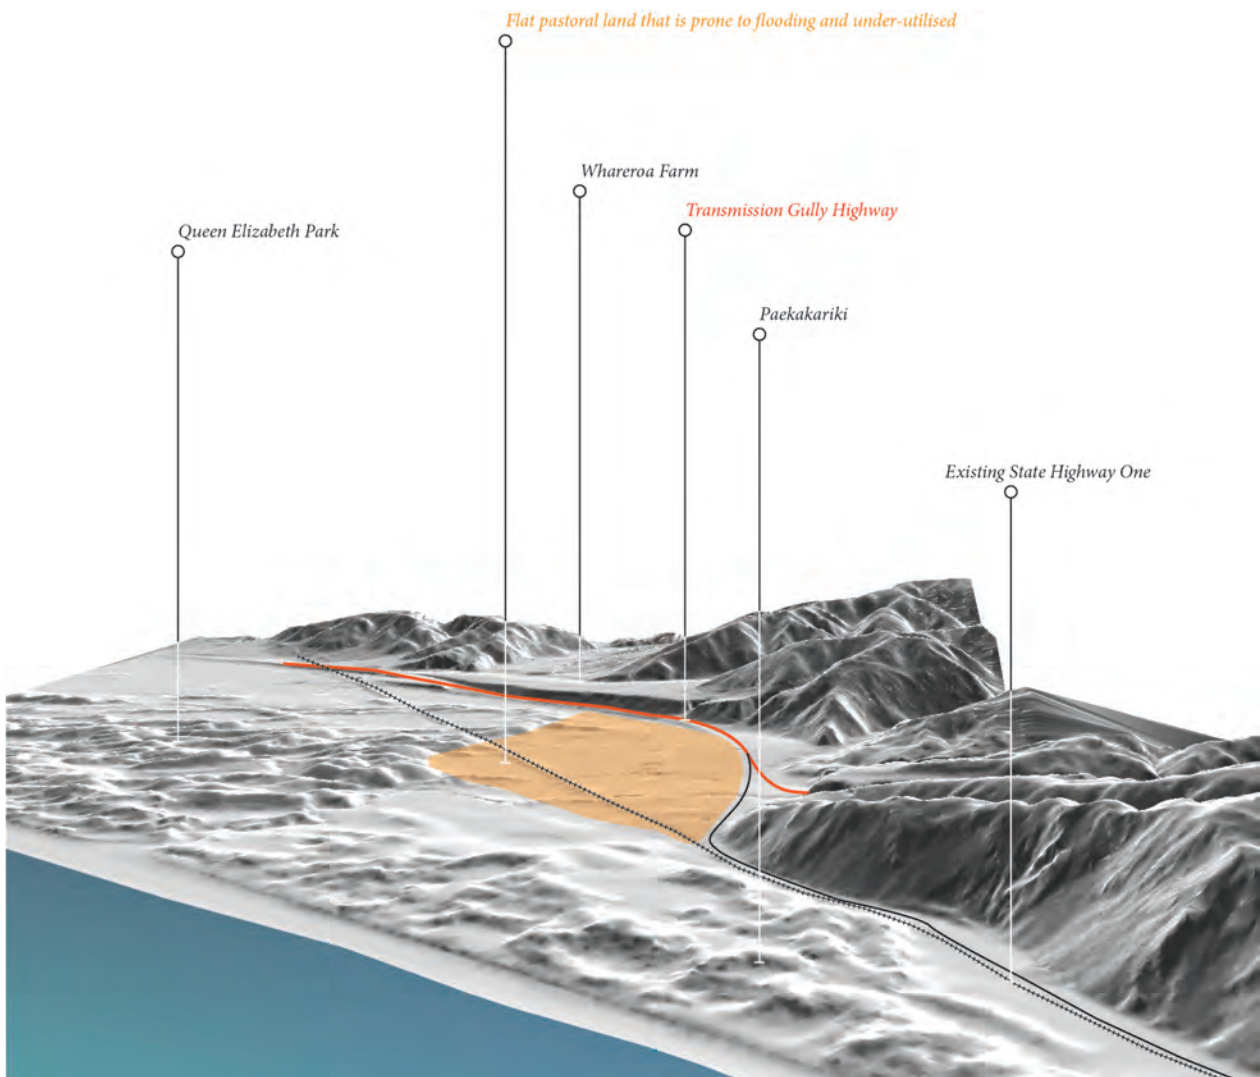 Flat pastoral land that is prone to flooding and under-utilised
Whareroa Farm
Transmission Gully Highway
Queen Elizabeth Park
Paekakariki
Existing State Highway One